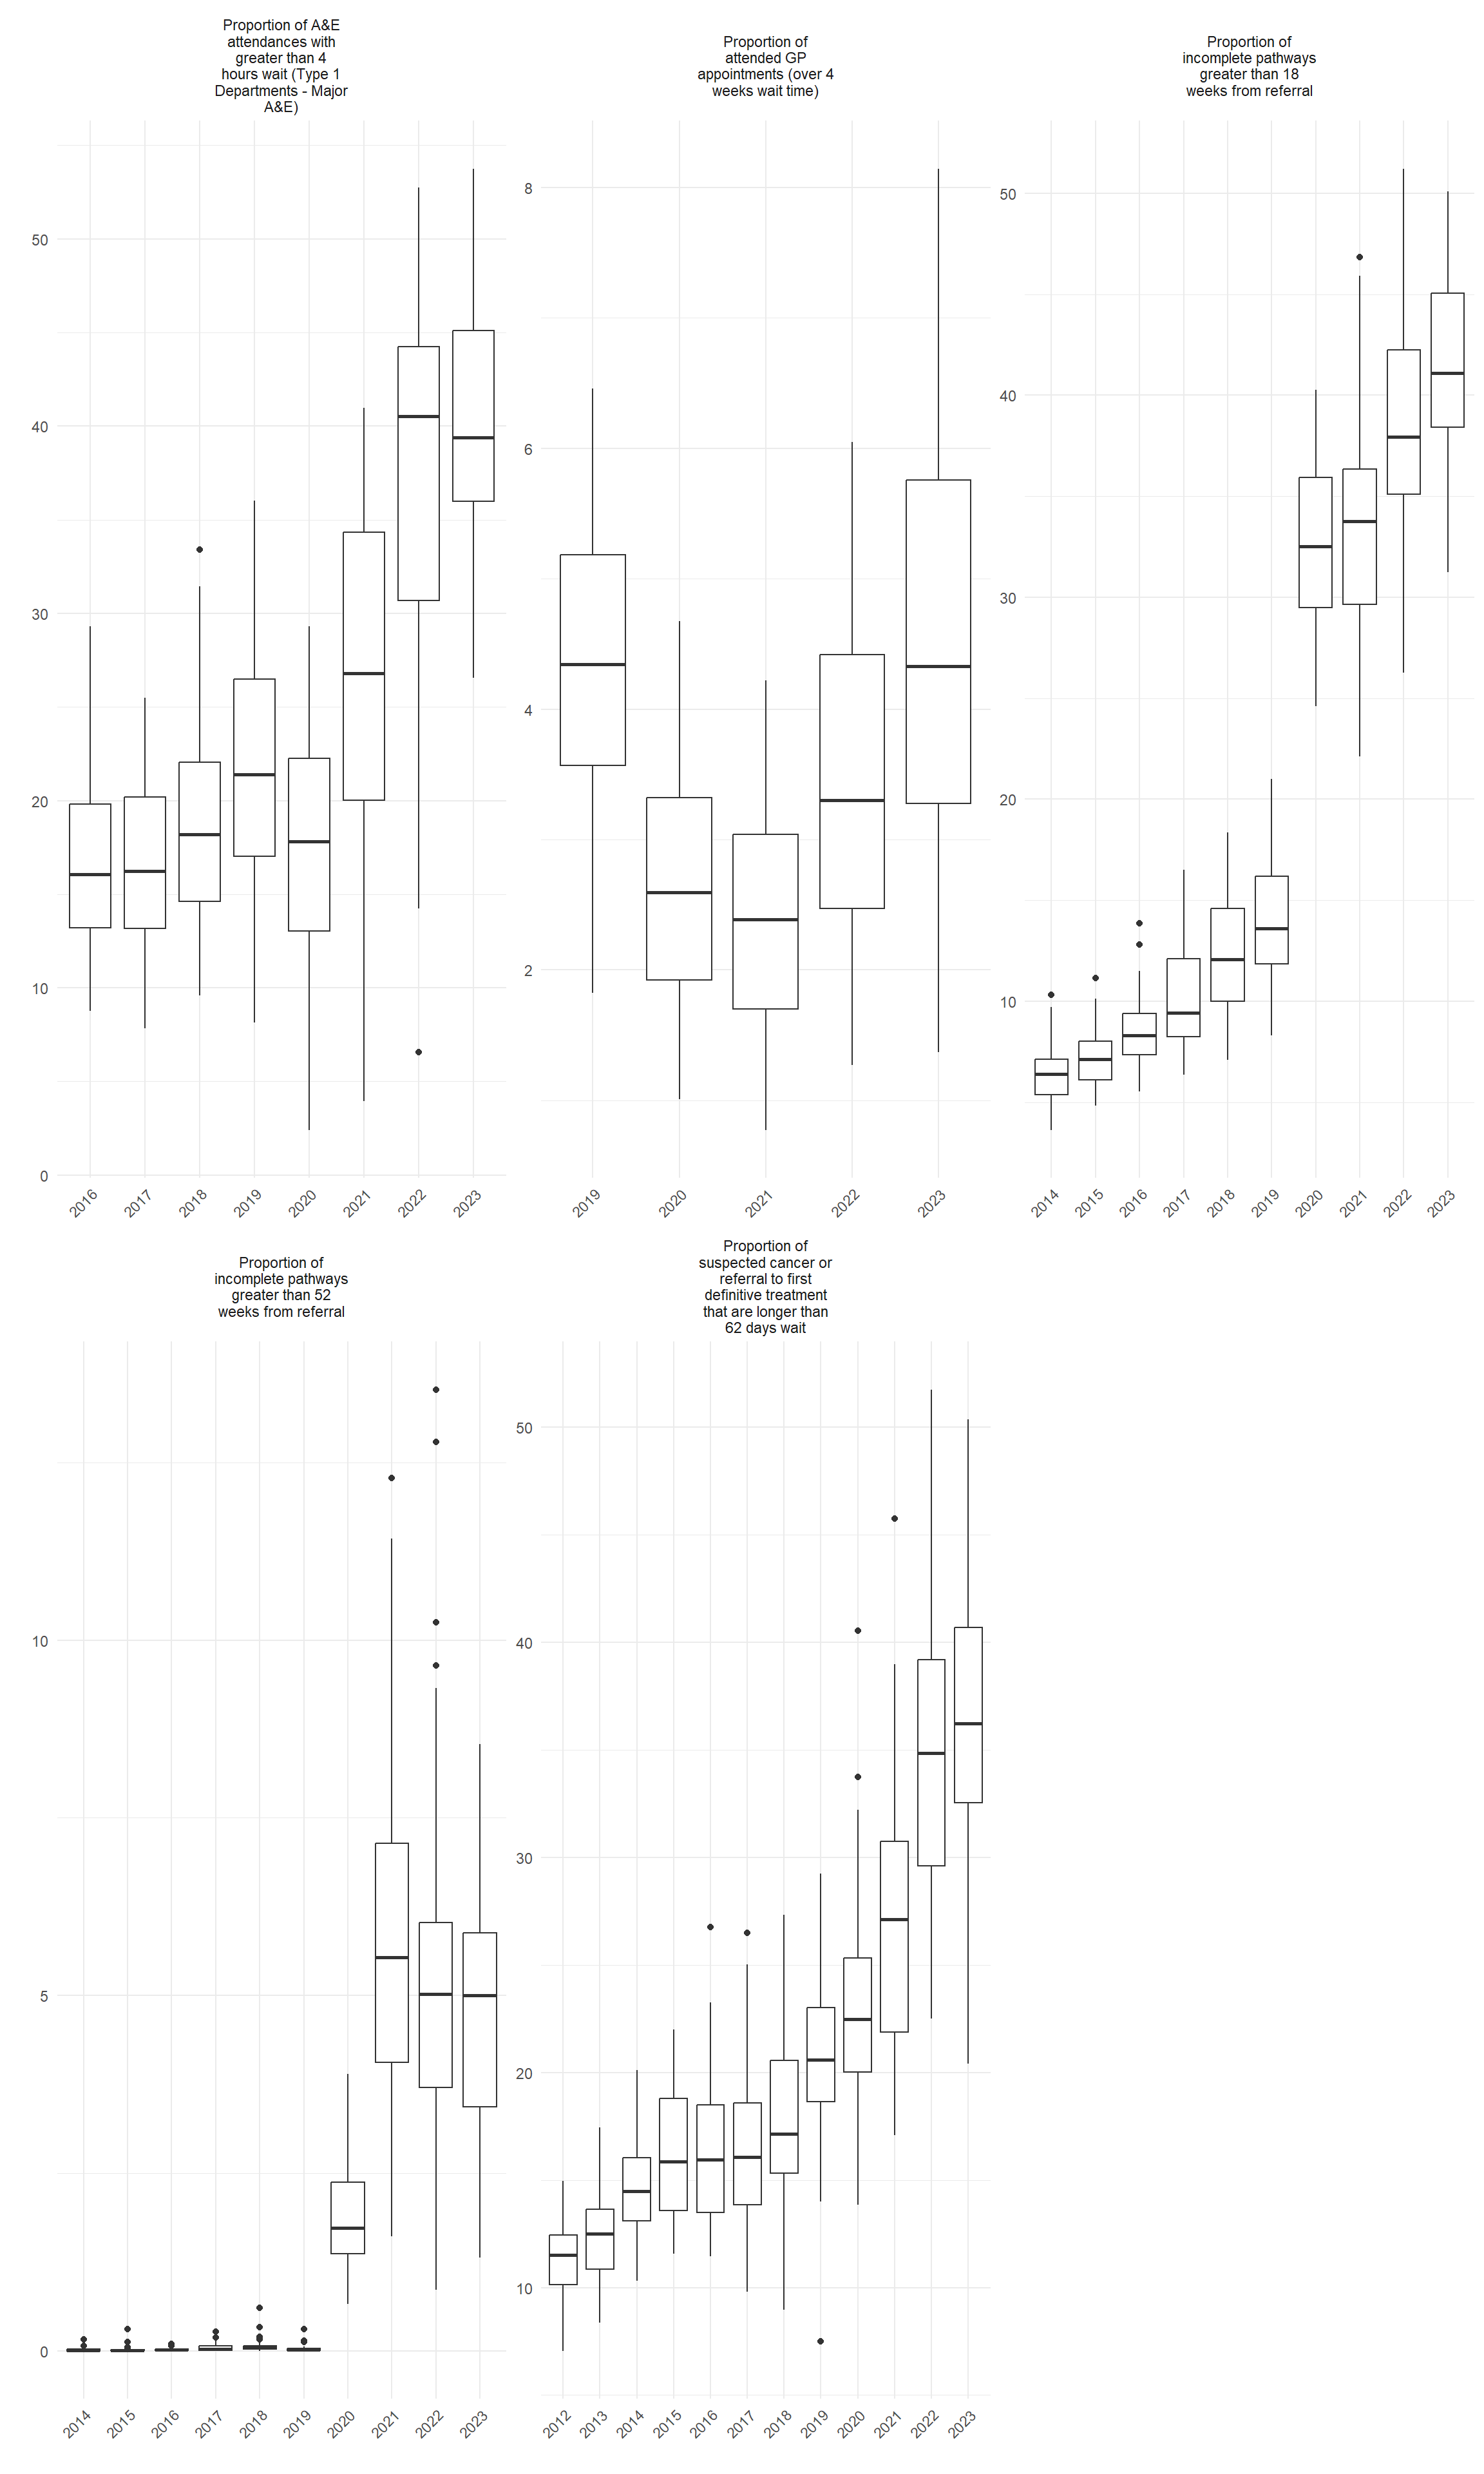 Proportion of A&E
attendances with
greater than 4
hours wait (Type 1
Departments - Major
A&E)
50
40
30
20
10
0
2016
2017
2018
2019
2020
2021
2022
2023
Proportion of
attended GP
appointments (over 4
weeks wait time)
8
6
4
2
2019
2020
2021
2022
2023
Proportion of
incomplete pathways
greater than 18
weeks from referral
50
40
30
20
10
2014
2015
2016
2017
2018
2019
2020
2021
2022
2023
Proportion of
incomplete pathways
greater than 52
weeks from referral
10
5
0
2014
2015
2016
2017
2018
2019
2020
2021
2022
2023
Proportion of
suspected cancer or
referral to first
definitive treatment
that are longer than
62 days wait
50
40
30
20
10
2012
2013
2014
2015
2016
2017
2018
2019
2020
2021
2022
2023